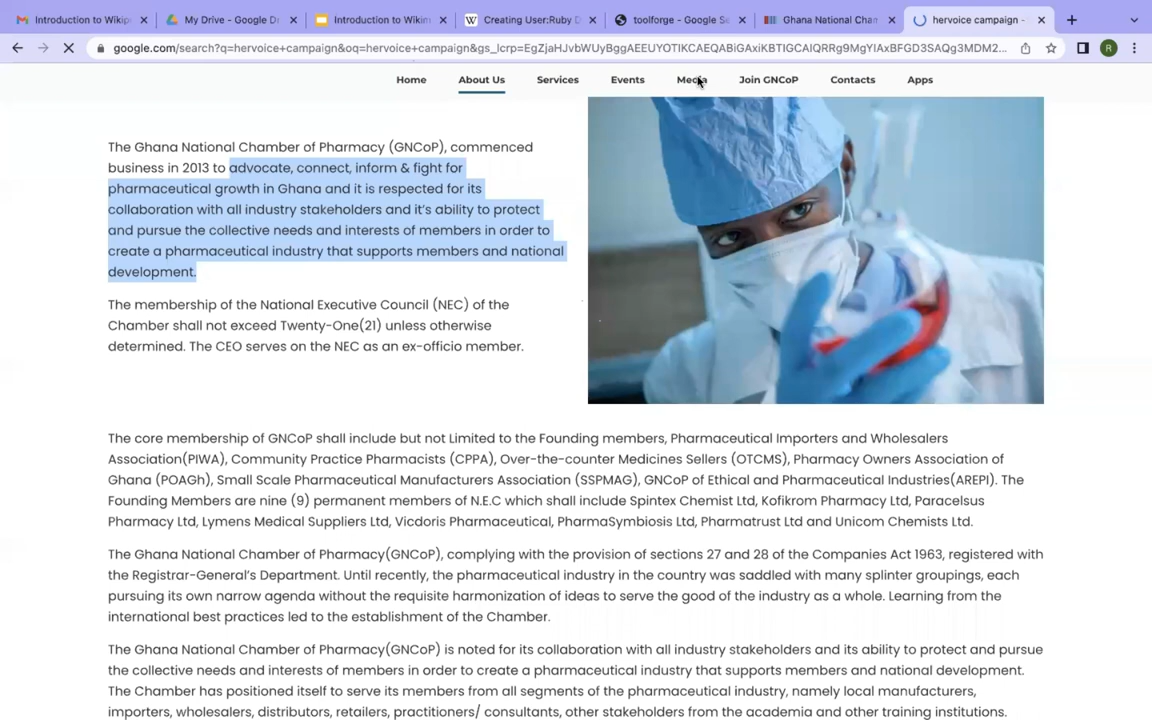 Introduction to Wikip
My Drive - Google Dr
Introduction to Wikim
Creating User:Ruby D
toolforge - Google Se
Ghana National Cham
hervoice campaign -
google.com/search?q=hervoice+campaign&oq=hervoice+campaign&gs_lcrp=EgZjaHJvbWUyBggAEEUYOTIKCAEQABiGAxiKBTIGCAIQRRg9MgYIAxBFGD3SAQg3MDM2...
R
Home About Us Services Events Media Join GNCoP Contacts Apps
The Ghana National Chamber of Pharmacy (GNCoP), commenced
business in 2013 to advocate, connect, inform & fight for
pharmaceutical growth in Ghana and it is respected for its
collaboration with all industry stakeholders and it's ability to protect
and pursue the collective needs and interests of members in order to
create a pharmaceutical industry that supports members and national
development.
The membership of the National Executive Council (NEC) of the
Chamber shall not exceed Twenty-One(21) unless otherwise
determined. The CEO serves on the NEC as an ex-officio member.
The core membership of GNCoP shall include but not Limited to the Founding members, Pharmaceutical Importers and Wholesalers
Association(PIWA), Community Practice Pharmacists (CPPA), Over-the-counter Medicines Sellers (OTCMS), Pharmacy Owners Association of
Ghana (POAGh), Small Scale Pharmaceutical Manufacturers Association (SSPMAG), GNCoP of Ethical and Pharmaceutical Industries(AREPI). The
Founding Members are nine (9) permanent members of N.E.C which shall include Spintex Chemist Ltd, Kofikrom Pharmacy Ltd, Paracelsus
Pharmacy Ltd, Lymens Medical Suppliers Ltd, Vicdoris Pharmaceutical, PharmaSymbiosis Ltd, Pharmatrust Ltd and Unicom Chemists Ltd.
The Ghana National Chamber of Pharmacy(GNCoP), complying with the provision of sections 27 and 28 of the Companies Act 1963, registered with
the Registrar-General's Department. Until recently, the pharmaceutical industry in the country was saddled with many splinter groupings, each
pursuing its own narrow agenda without the requisite harmonization of ideas to serve the good of the industry as a whole. Learning from the
international best practices led to the establishment of the Chamber.
The Ghana National Chamber of Pharmacy(GNCoP) is noted for its collaboration with all industry stakeholders and its ability to protect and pursue
the collective needs and interests of members in order to create a pharmaceutical industry that supports members and national development.
The Chamber has positioned itself to serve its members from all segments of the pharmaceutical industry, namely local manufacturers,
importers, wholesalers, distributors, retailers, practitioners/ consultants, other stakeholders from the academia and other training institutions.